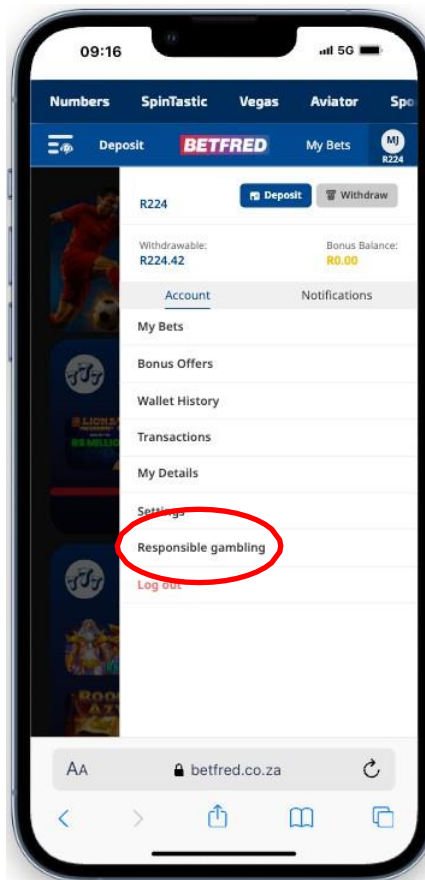 09:16
5G
Numbers SpinTastic Vegas Aviator Spo
Deposit BETFRED My Bets MJ
R224
R224 Deposit Withdraw
Withdrawable: Bonus Balance:
R224.42 R0.00
Account Notifications
My Bets
Bonus Offers
Wallet History
Transactions
My Details
Settings
Responsible gambling
Log out
AA betfred.co.za